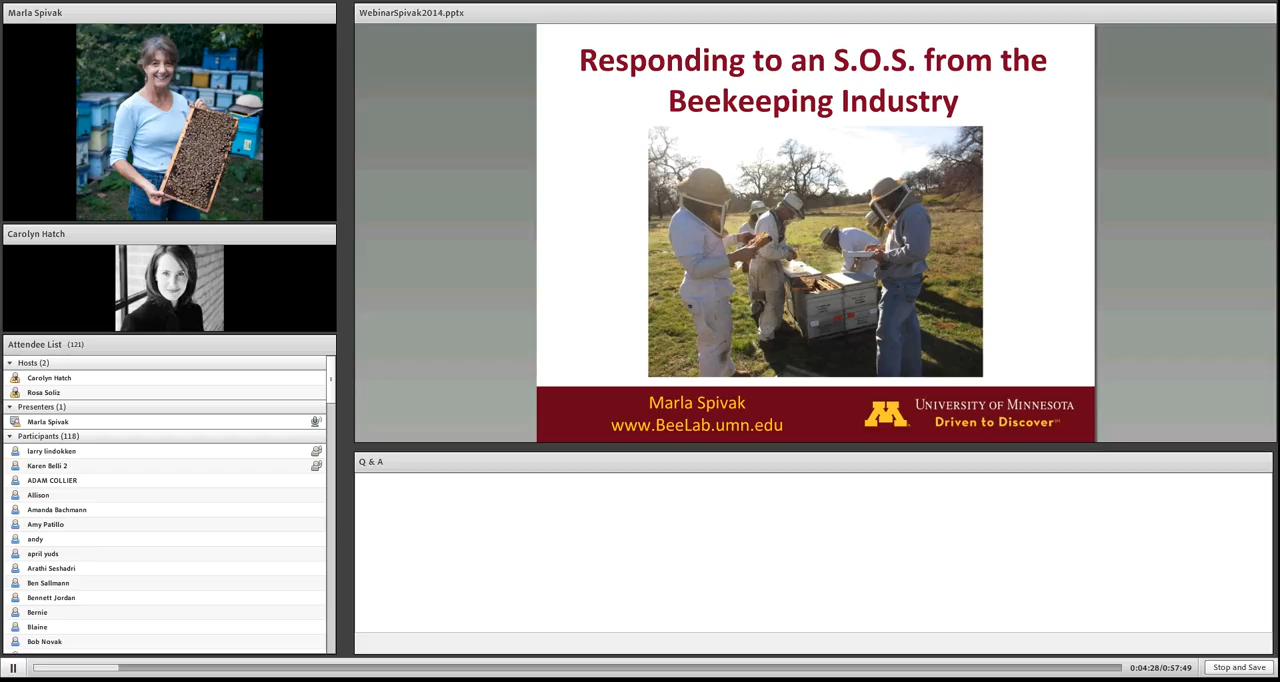 Marla Spivak
Carolyn Hatch
Attendee List (121)
Hosts (2)
Carolyn Hatch
Rosa Soliz
Presenters (1)
Marla Spivak
Participants (118)
larry lindokken
Karen Belli 2
ADAM COLLIER
Allison
Amanda Bachmann
Amy Patillo
andy
april yuds
Arathi Seshadri
Ben Sallmann
Bennett Jordan
Bernie
Blaine
Bob Novak
WebinarSpivak2014.pptx
Responding to an S.O.S. from the
Beekeeping Industry
Marla Spivak
www.BeeLab.umn.edu
M
UNIVERSITY OF MINNESOTA
Driven to Discover℠
Q & A
0:04:28/0:57:49
Stop and Save